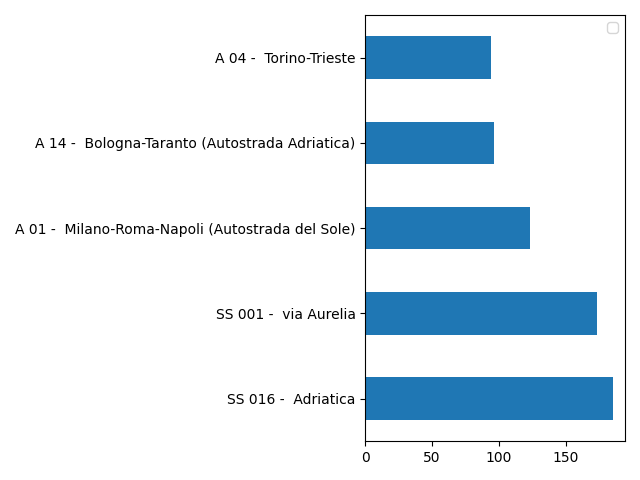 A 04 -  Torino-Trieste
A 14 -  Bologna-Taranto (Autostrada Adriatica)
A 01 -  Milano-Roma-Napoli (Autostrada del Sole)
SS 001 -  via Aurelia
SS 016 -  Adriatica
0 50 100 150